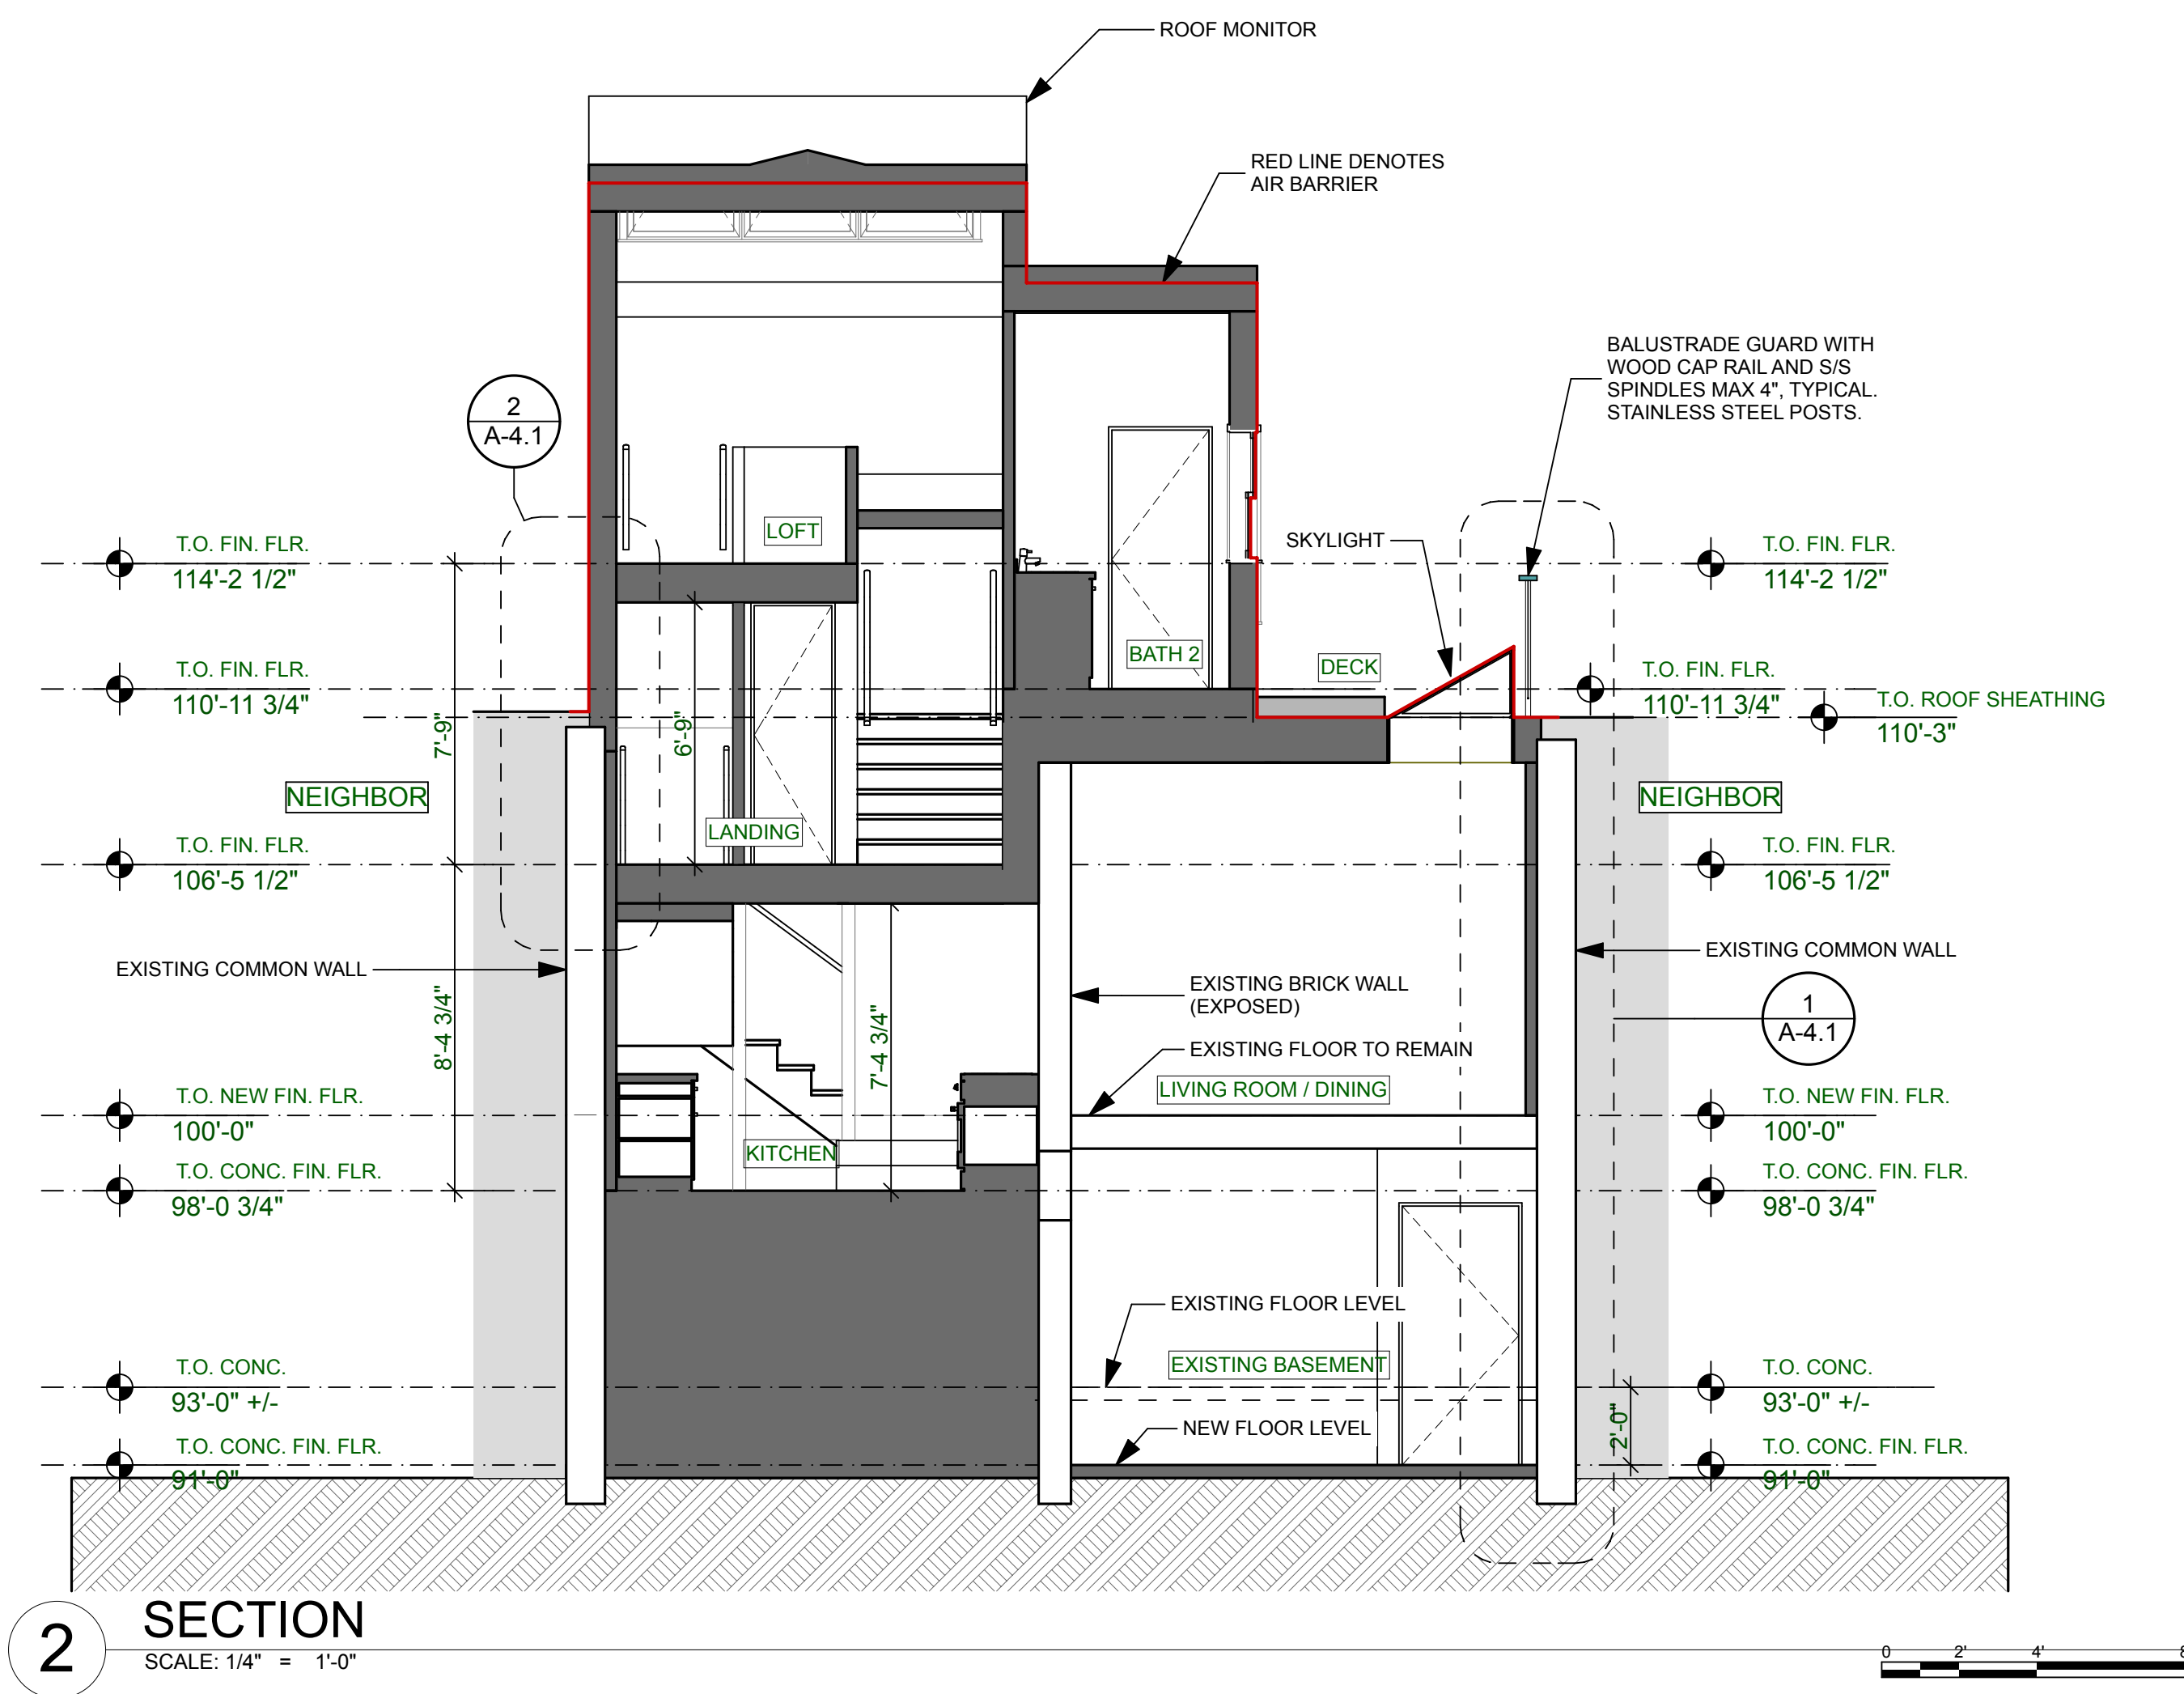 ROOF MONITOR
RED LINE DENOTES
AIR BARRIER
BALUSTRADE GUARD WITH
WOOD CAP RAIL AND S/S
SPINDLES MAX 4", TYPICAL.
STAINLESS STEEL POSTS.
2
A-4.1
LOFT
SKYLIGHT
T.O. FIN. FLR.
114'-2 1/2"
T.O. FIN. FLR.
114'-2 1/2"
BATH 2
DECK
T.O. FIN. FLR.
110'-11 3/4"
T.O. FIN. FLR.
110'-11 3/4"
T.O. ROOF SHEATHING
110'-3"
7'-9"
6'-9"
NEIGHBOR
NEIGHBOR
LANDING
T.O. FIN. FLR.
106'-5 1/2"
T.O. FIN. FLR.
106'-5 1/2"
EXISTING COMMON WALL
EXISTING COMMON WALL
EXISTING BRICK WALL
(EXPOSED)
1
A-4.1
8'-4 3/4"
7'-4 3/4"
EXISTING FLOOR TO REMAIN
LIVING ROOM / DINING
T.O. NEW FIN. FLR.
100'-0"
T.O. NEW FIN. FLR.
100'-0"
KITCHEN
T.O. CONC. FIN. FLR.
98'-0 3/4"
T.O. CONC. FIN. FLR.
98'-0 3/4"
EXISTING FLOOR LEVEL
EXISTING BASEMENT
T.O. CONC.
93'-0" +/-
T.O. CONC.
93'-0" +/-
NEW FLOOR LEVEL
2'-0"
T.O. CONC. FIN. FLR.
91'-0"
T.O. CONC. FIN. FLR.
91'-0"
2
SECTION
SCALE: 1/4" = 1'-0"
0 2' 4'